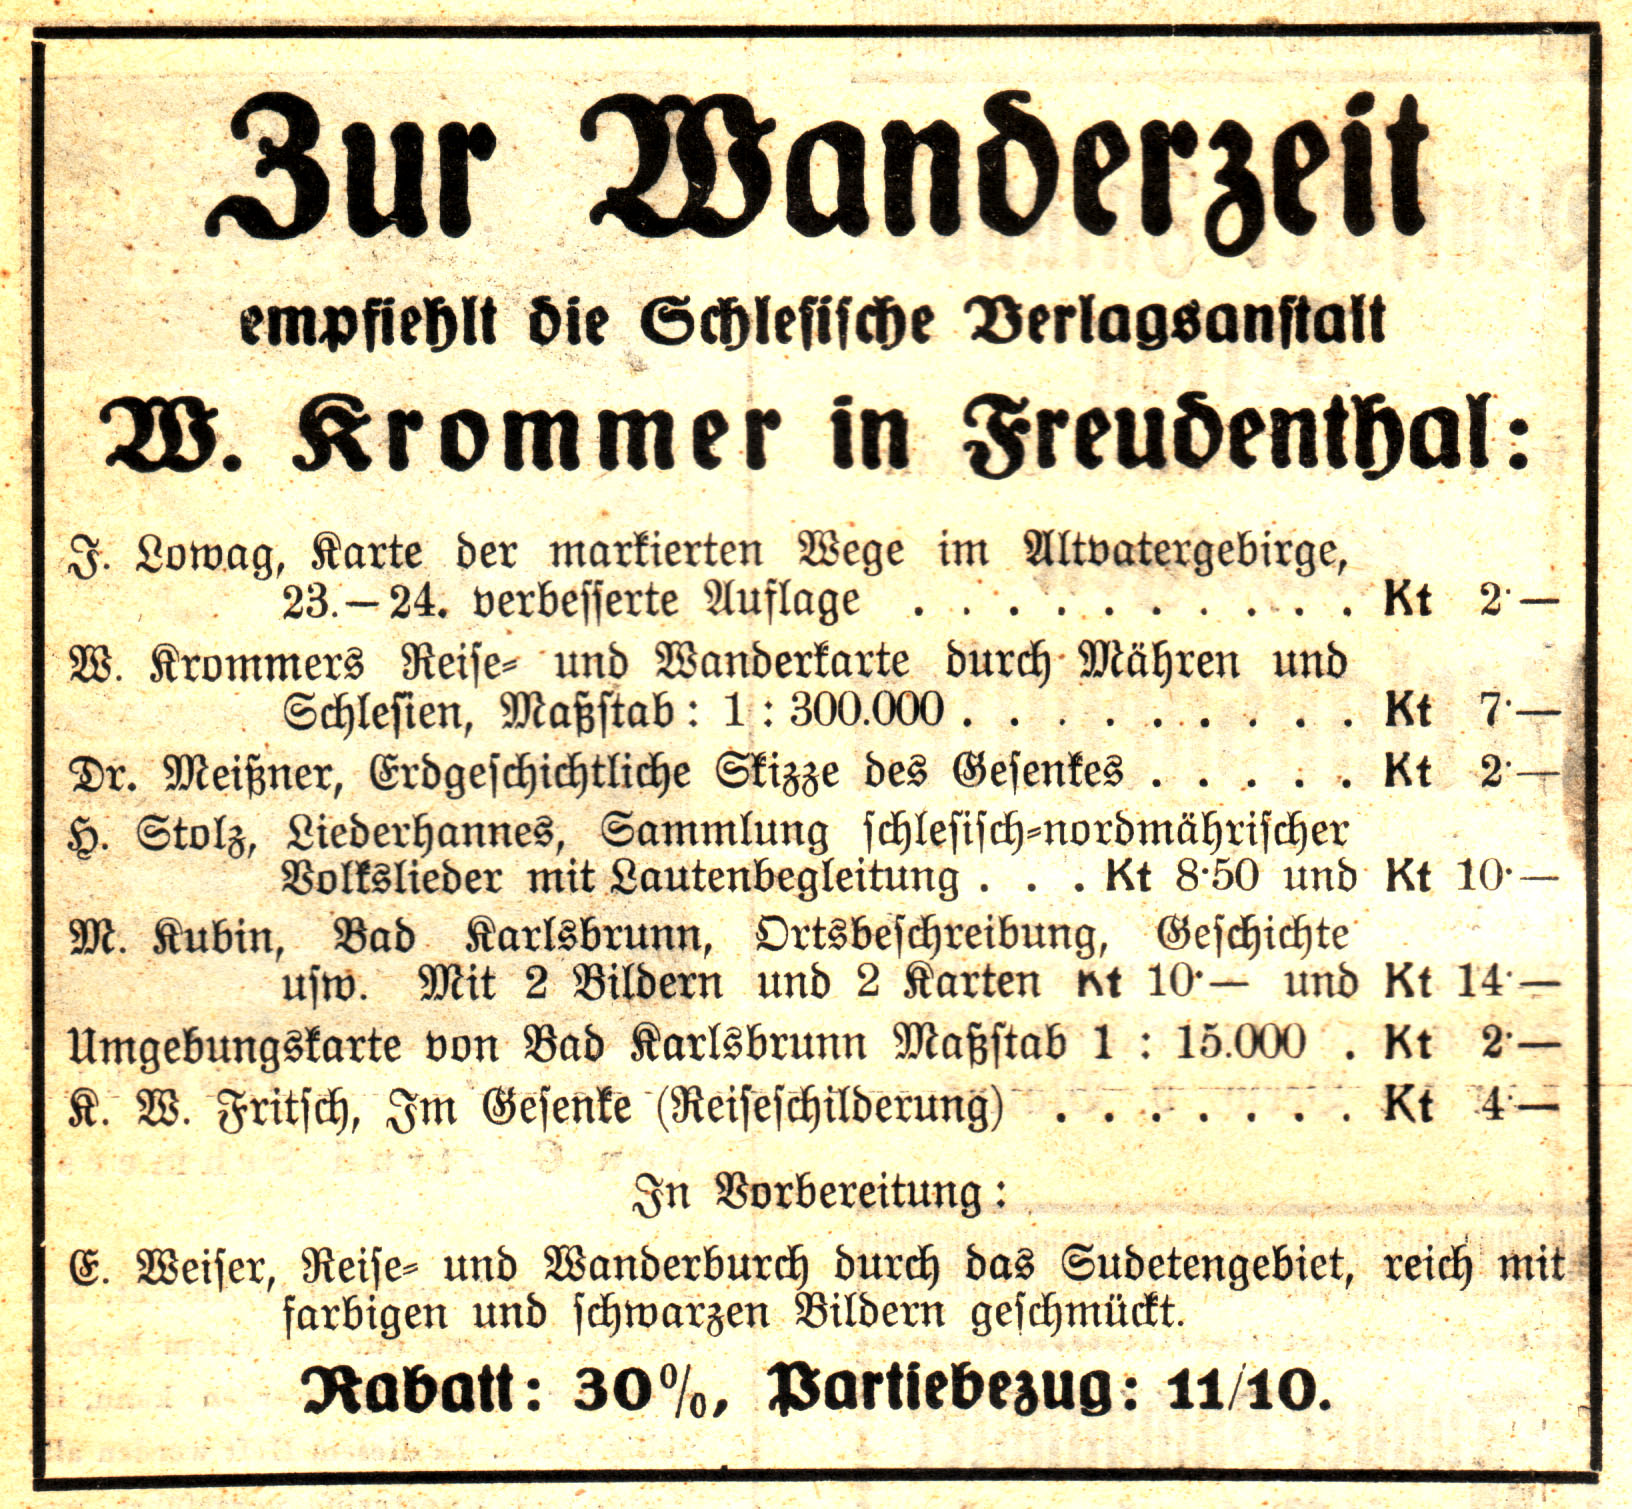 Zur Wanderzeit
empfiehlt die Schlesische Verlagsanstalt
W. Krommer in Freudenthal:
J. Lowag, Karte der markierten Wege im Altvatergebirge,
23.—24. verbesserte Auflage . . . . . . . . . Kt 2·—
W. Krommers Reise- und Wanderkarte durch Mähren und
Schlesien, Maßstab: 1 : 300.000 . . . . . . . . . Kt 7·—
Dr. Meißner, Erdgeschichtliche Skizze des Gesenkes . . . . . Kt 2·—
H. Stolz, Liederhannes, Sammlung schlesisch-nordmährischer
Volkslieder mit Lautenbegleitung . . . Kt 8·50 und Kt 10·—
M. Kubin, Bad Karlsbrunn, Ortsbeschreibung, Geschichte
usw. Mit 2 Bildern und 2 Karten Kt 10·— und Kt 14·—
Umgebungskarte von Bad Karlsbrunn Maßstab 1 : 15.000 . Kt 2·—
K. W. Fritsch, Im Gesenke (Reiseschilderung) . . . . . . Kt 4·—
In Vorbereitung:
E. Weiser, Reise- und Wanderburch durch das Sudetengebiet, reich mit
farbigen und schwarzen Bildern geschmückt.
Rabatt: 30%, Partiebezug: 11/10.